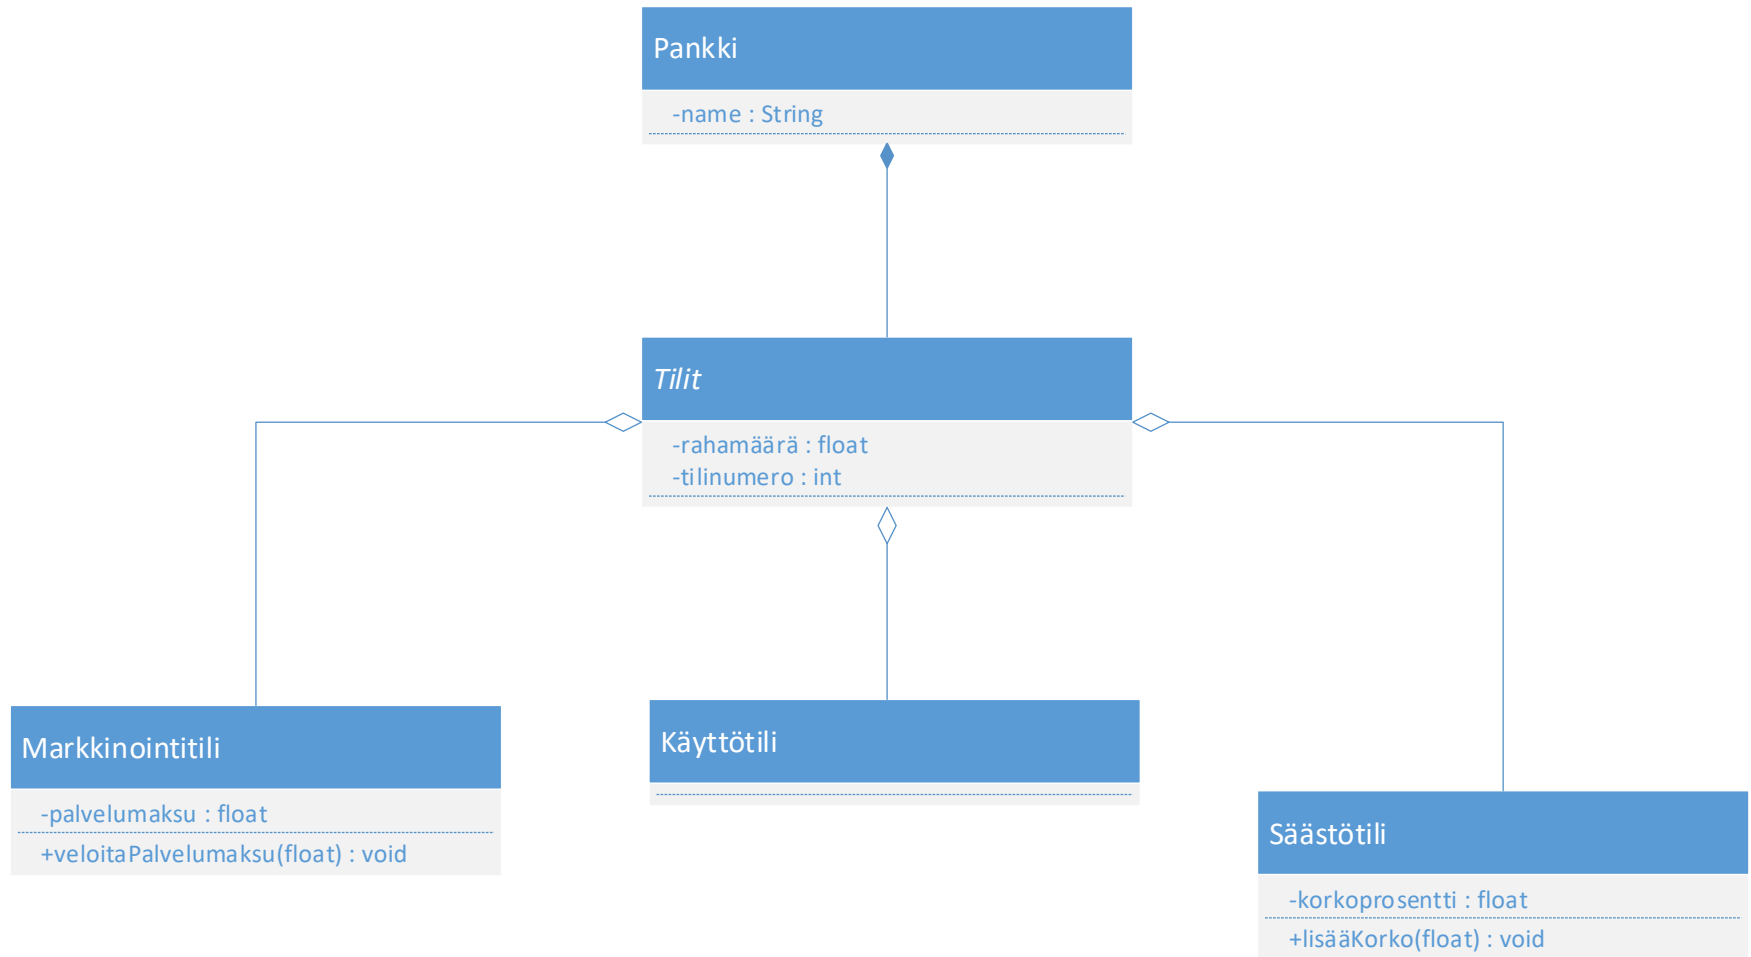 Pankki
-name : String
Tilit
-rahamäärä : float
-tilinumero : int
Markkinointitili
-palvelumaksu : float
+veloitaPalvelumaksu(float) : void
Käyttötili
Säästötili
-korkoprosentti : float
+lisääKorko(float) : void